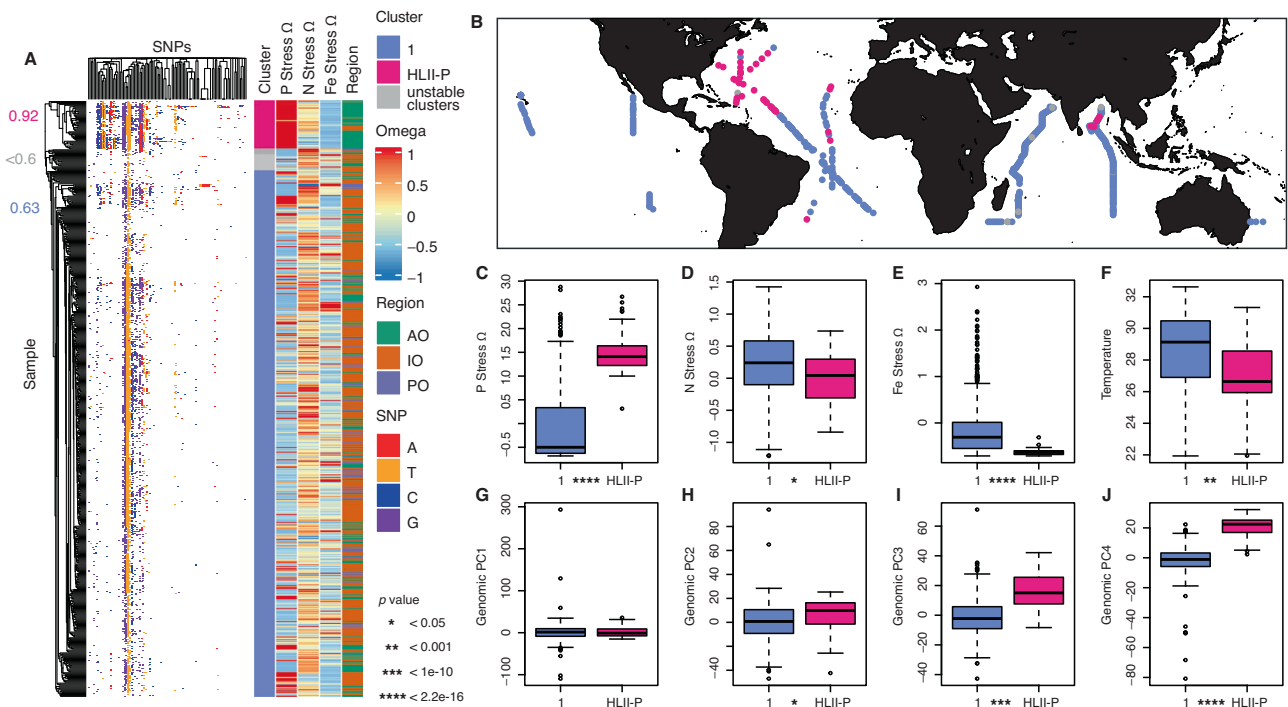 A
SNPs
Cluster
P Stress Ω
N Stress Ω
Fe Stress Ω
Region
0.92
<0.6
0.63
Sample
Cluster
1
HLII-P
unstable
clusters
Omega
1
0.5
0
−0.5
−1
Region
AO
IO
PO
SNP
A
T
C
G
p value
* < 0.05
** < 0.001
*** < 1e-10
**** < 2.2e-16
B
C
P Stress Ω
3.0
2.5
2.0
1.5
1.0
0.5
−0.5
1 **** HLII-P
D
N Stress Ω
1.5
1.0
0.5
0.0
−0.5
−1.0
1 * HLII-P
E
Fe Stress Ω
3
2
1
0
1 **** HLII-P
F
Temperature
32
30
28
26
24
22
1 ** HLII-P
G
Genomic PC1
300
200
100
0
−100
1 HLII-P
H
Genomic PC2
80
60
40
20
0
−40
1 * HLII-P
I
Genomic PC3
60
40
20
0
−20
−40
1 *** HLII-P
J
Genomic PC4
20
0
−20
−40
−60
−80
1 **** HLII-P